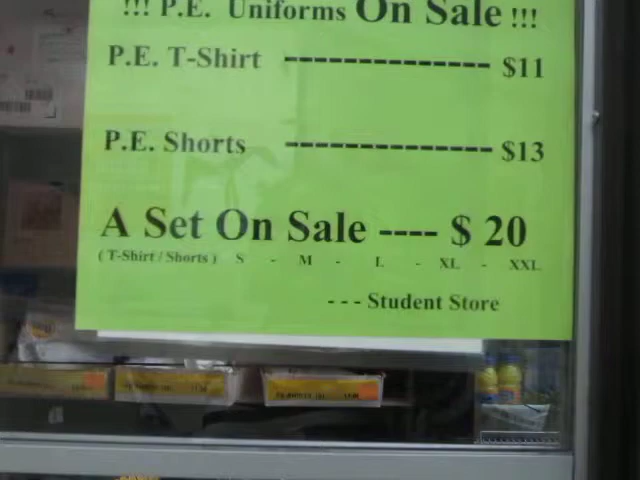 !!! P.E. Uniforms On Sale !!!
P.E. T-Shirt -------------- $11
P.E. Shorts -------------- $13
A Set On Sale ---- $ 20
( T-Shirt / Shorts ) S - M - L - XL - XXL
- - - Student Store